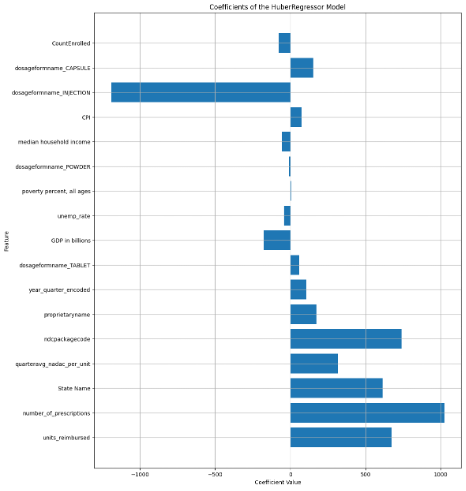 Coefficients of the HuberRegressor Model
CountEnrolled
dosageformname_CAPSULE
dosageformname_INJECTION
CPI
median household income
dosageformname_POWDER
poverty percent, all ages
unemp_rate
GDP in billions
dosageformname_TABLET
year_quarter_encoded
proprietaryname
ndcpackagecode
quarteravg_nadac_per_unit
State Name
number_of_prescriptions
units_reimbursed
Feature
−1000 −500 0 500 1000
Coefficient Value